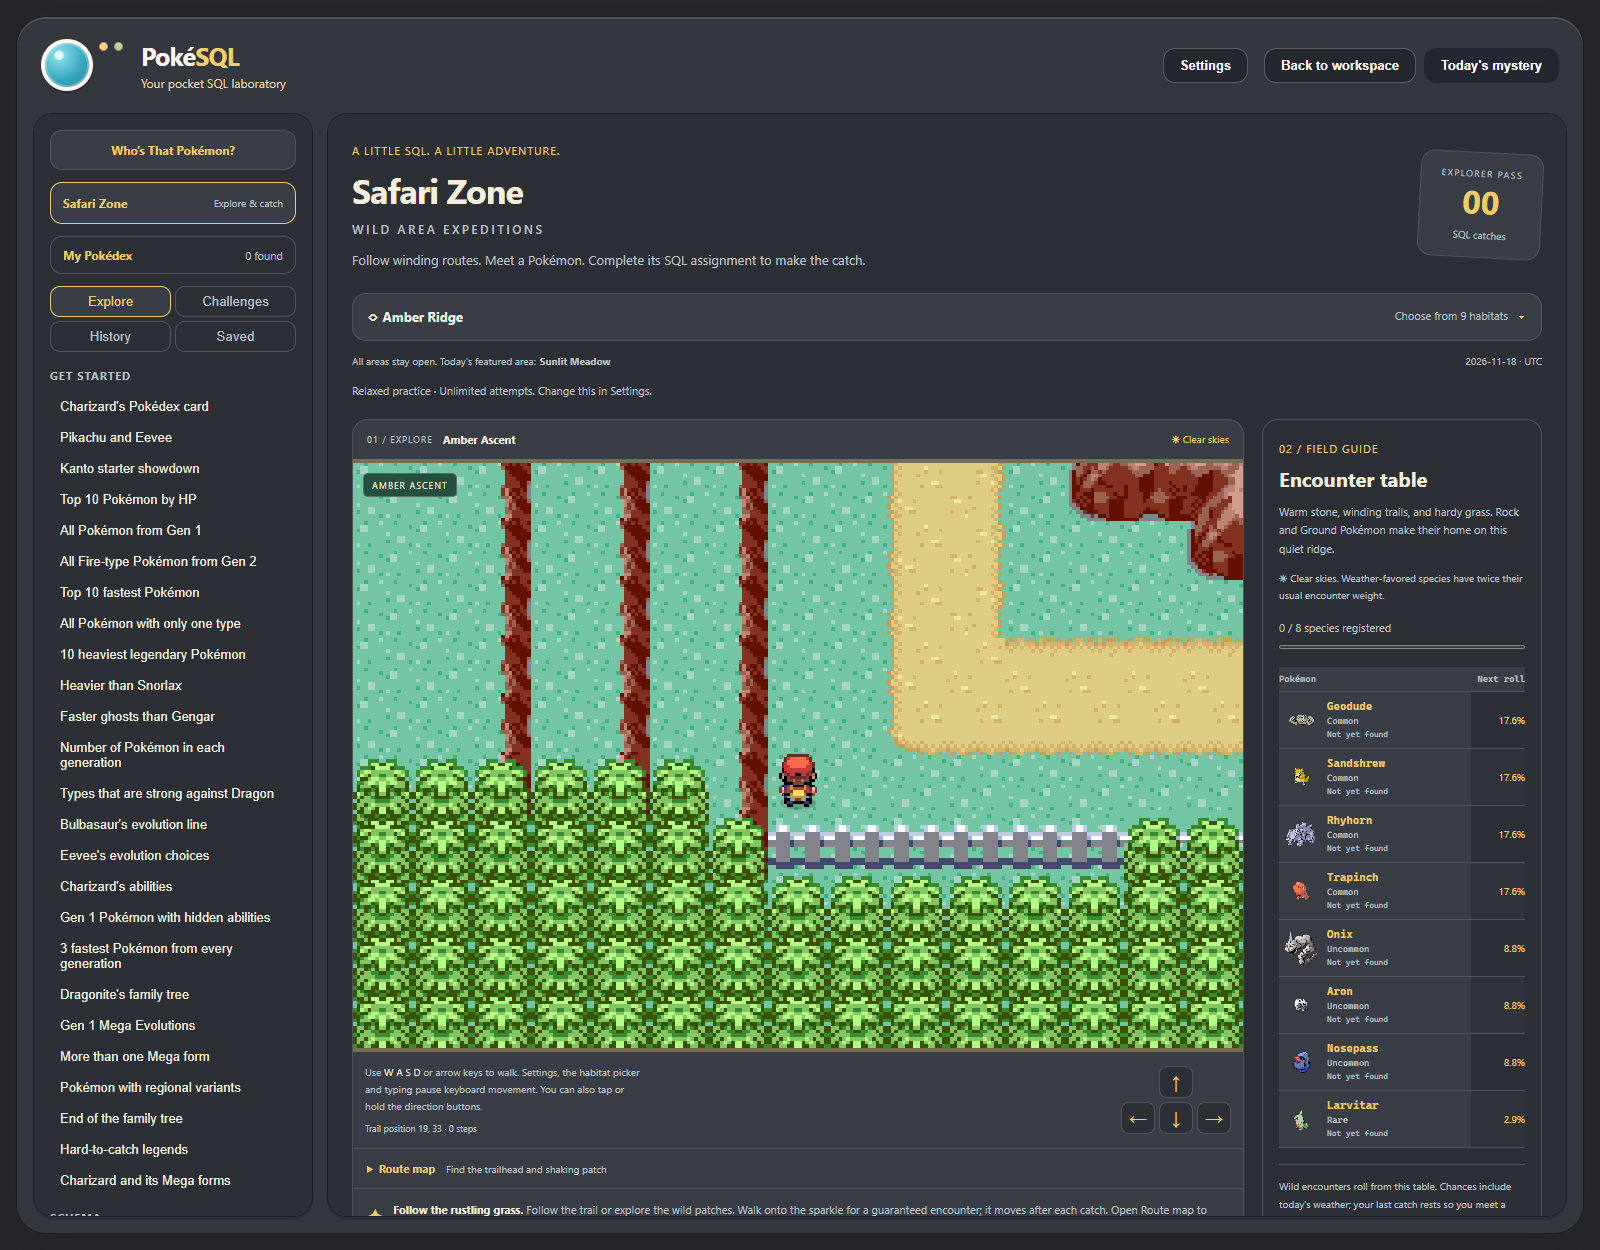 PokéSQL
Your pocket SQL laboratory
Settings
Back to workspace
Today's mystery
Who's That Pokémon?
Safari Zone
Explore & catch
My Pokédex
0 found
Explore
Challenges
History
Saved
GET STARTED
Charizard's Pokédex card
Pikachu and Eevee
Kanto starter showdown
Top 10 Pokémon by HP
All Pokémon from Gen 1
All Fire-type Pokémon from Gen 2
Top 10 fastest Pokémon
All Pokémon with only one type
10 heaviest legendary Pokémon
Heavier than Snorlax
Faster ghosts than Gengar
Number of Pokémon in each
generation
Types that are strong against Dragon
Bulbasaur's evolution line
Eevee's evolution choices
Charizard's abilities
Gen 1 Pokémon with hidden abilities
3 fastest Pokémon from every
generation
Dragonite's family tree
Gen 1 Mega Evolutions
More than one Mega form
Pokémon with regional variants
End of the family tree
Hard-to-catch legends
Charizard and its Mega forms
SCHEMA
A LITTLE SQL. A LITTLE ADVENTURE.
Safari Zone
WILD AREA EXPEDITIONS
Follow winding routes. Meet a Pokémon. Complete its SQL assignment to make the catch.
EXPLORER PASS
00
SQL catches
Amber Ridge
Choose from 9 habitats
All areas stay open. Today's featured area: Sunlit Meadow
2026-11-18 · UTC
Relaxed practice · Unlimited attempts. Change this in Settings.
01 / EXPLORE Amber Ascent
☀ Clear skies
AMBER ASCENT
Use W A S D or arrow keys to walk. Settings, the habitat picker
and typing pause keyboard movement. You can also tap or
hold the direction buttons.
Trail position 19, 33 · 0 steps
↑
← ↓ →
Route map Find the trailhead and shaking patch
Follow the rustling grass. Follow the trail or explore the wild patches. Walk onto the sparkle for a guaranteed encounter; it moves after each catch. Open Route map to
02 / FIELD GUIDE
Encounter table
Warm stone, winding trails, and hardy grass. Rock
and Ground Pokémon make their home on this
quiet ridge.
☀ Clear skies. Weather-favored species have twice their
usual encounter weight.
0 / 8 species registered
Pokémon Next roll
Geodude
Common
Not yet found
17.6%
Sandshrew
Common
Not yet found
17.6%
Rhyhorn
Common
Not yet found
17.6%
Trapinch
Common
Not yet found
17.6%
Onix
Uncommon
Not yet found
8.8%
Aron
Uncommon
Not yet found
8.8%
Nosepass
Uncommon
Not yet found
8.8%
Larvitar
Rare
Not yet found
2.9%
Wild encounters roll from this table. Chances include
today's weather; your last catch rests so you meet a